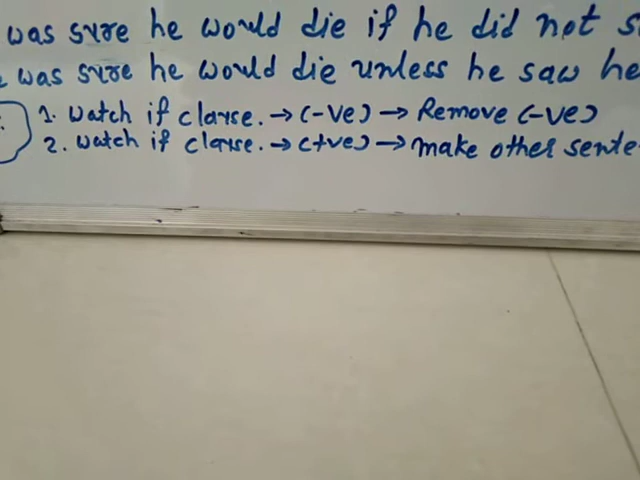 was sure he would die if he did not
was sure he would die unless he saw he
1. Watch if clause. → (-ve) → Remove (-ve)
2. Watch if clause. → (+ve) → make other sente